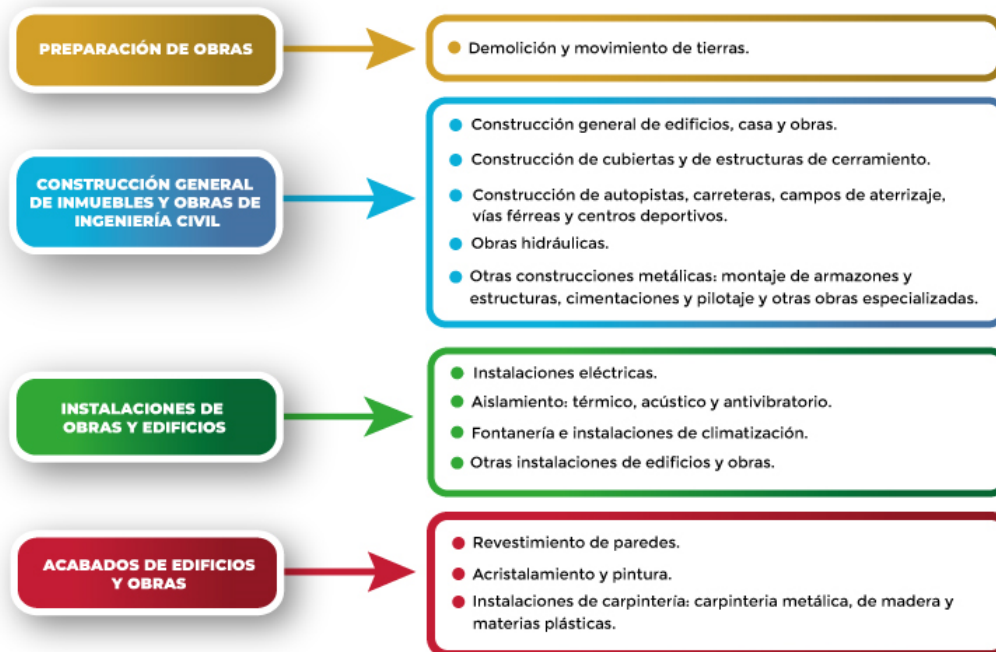 PREPARACIÓN DE OBRAS
Demolición y movimiento de tierras.
CONSTRUCCIÓN GENERAL
DE INMUEBLES Y OBRAS DE
INGENIERÍA CIVIL
Construcción general de edificios, casa y obras.
Construcción de cubiertas y de estructuras de cerramiento.
Construcción de autopistas, carreteras, campos de aterrizaje,
vías férreas y centros deportivos.
Obras hidráulicas.
Otras construcciones metálicas: montaje de armazones y
estructuras, cimentaciones y pilotaje y otras obras especializadas.
INSTALACIONES DE
OBRAS Y EDIFICIOS
Instalaciones eléctricas.
Aislamiento: térmico, acústico y antivibratorio.
Fontanería e instalaciones de climatización.
Otras instalaciones de edificios y obras.
ACABADOS DE EDIFICIOS
Y OBRAS
Revestimiento de paredes.
Acristalamiento y pintura.
Instalaciones de carpintería: carpinteria metálica, de madera y
materias plásticas.